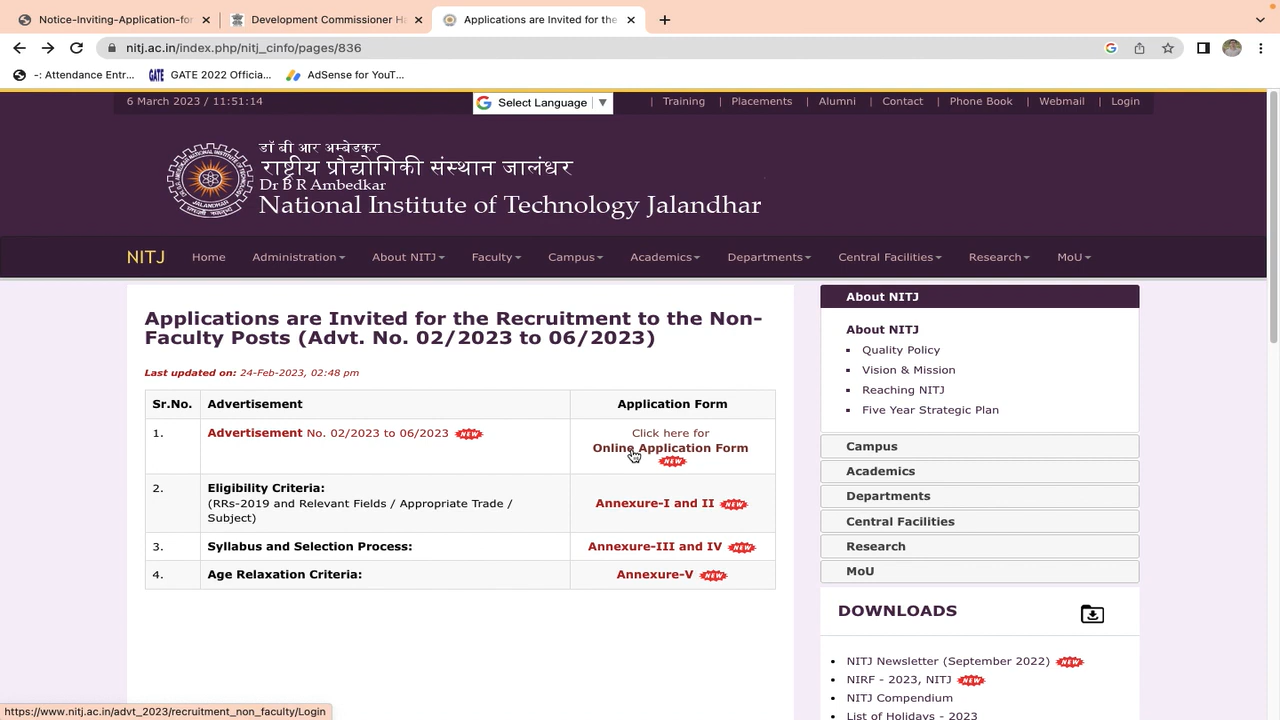 Notice-Inviting-Application-for
Development Commissioner Ha
Applications are Invited for the
nitj.ac.in/index.php/nitj_cinfo/pages/836
-: Attendance Entr...
GATE
GATE 2022 Officia...
AdSense for YouT...
6 March 2023 / 11:51:14
Select Language ▼
| Training | Placements | Alumni | Contact | Phone Book | Webmail | Login
डॉ बी आर अम्बेडकर
राष्ट्रीय प्रौद्योगिकी संस्थान जालंधर
Dr B R Ambedkar
National Institute of Technology Jalandhar
NITJ Home Administration About NITJ Faculty Campus Academics Departments Central Facilities Research MoU
Applications are Invited for the Recruitment to the Non-
Faculty Posts (Advt. No. 02/2023 to 06/2023)
Last updated on: 24-Feb-2023, 02:48 pm
Sr.No. Advertisement Application Form
1. Advertisement No. 02/2023 to 06/2023 NEW
Click here for
Online Application Form
NEW
2. Eligibility Criteria:
(RRs-2019 and Relevant Fields / Appropriate Trade /
Subject)
Annexure-I and II NEW
3. Syllabus and Selection Process: Annexure-III and IV NEW
4. Age Relaxation Criteria: Annexure-V NEW
About NITJ
About NITJ
Quality Policy
Vision & Mission
Reaching NITJ
Five Year Strategic Plan
Campus
Academics
Departments
Central Facilities
Research
MoU
DOWNLOADS
NITJ Newsletter (September 2022) NEW
NIRF - 2023, NITJ NEW
NITJ Compendium
List of Holidays - 2023
https://www.nitj.ac.in/advt_2023/recruitment_non_faculty/Login